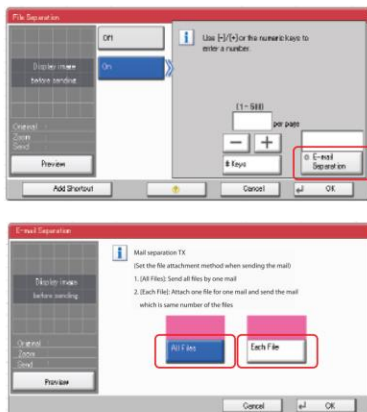 File Separation
Off
On
Use [-]/[+] or the numeric keys to
enter a number.
Display image
before sending
(1-500)
per page
Original :
Zoom :
Send :
- +
# Keys
E-mail
Separation
Preview
Add Shortcut
Cancel
OK
E-mail Separation
Mail separation TX
(Set the file attachment method when sending the mail)
1. [All Files]: Send all files by one mail
2. [Each File]: Attach one file for one mail and send the mail
which is same number of the files
Display image
before sending
Original :
Zoom :
Send :
All Files
Each File
Preview
Cancel
OK